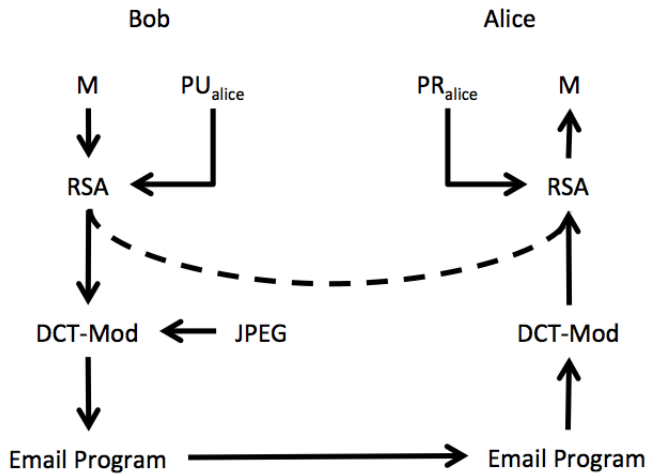 Bob Alice
M PUalice PRalice M
RSA RSA
DCT-Mod JPEG DCT-Mod
Email Program Email Program